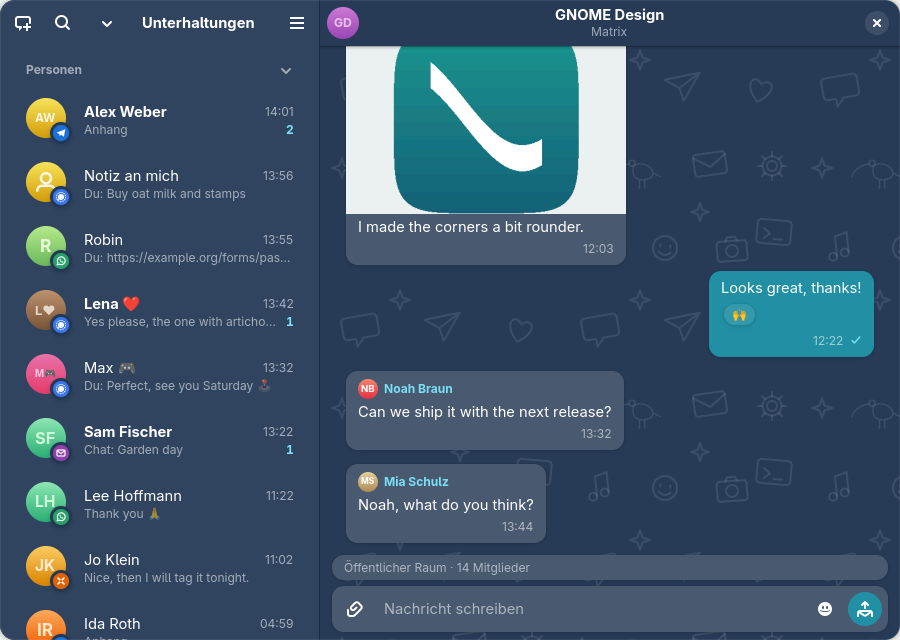 Unterhaltungen
Personen
AW
Alex Weber
14:01
Anhang
2
Notiz an mich
13:56
Du: Buy oat milk and stamps
R
Robin
13:55
Du: https://example.org/forms/pas…
L❤
Lena ❤️
13:42
Yes please, the one with articho…
1
M🎮
Max 🎮
13:32
Du: Perfect, see you Saturday 🕹️
SF
Sam Fischer
13:22
Chat: Garden day
1
LH
Lee Hoffmann
11:22
Thank you 🙏
JK
Jo Klein
11:02
Nice, then I will tag it tonight.
IR
Ida Roth
04:59
Anhang
GD
GNOME Design
Matrix
I made the corners a bit rounder.
12:03
Looks great, thanks!
🙌
12:22 ✓
NB
Noah Braun
Can we ship it with the next release?
13:32
MS
Mia Schulz
Noah, what do you think?
13:44
Öffentlicher Raum · 14 Mitglieder
Nachricht schreiben